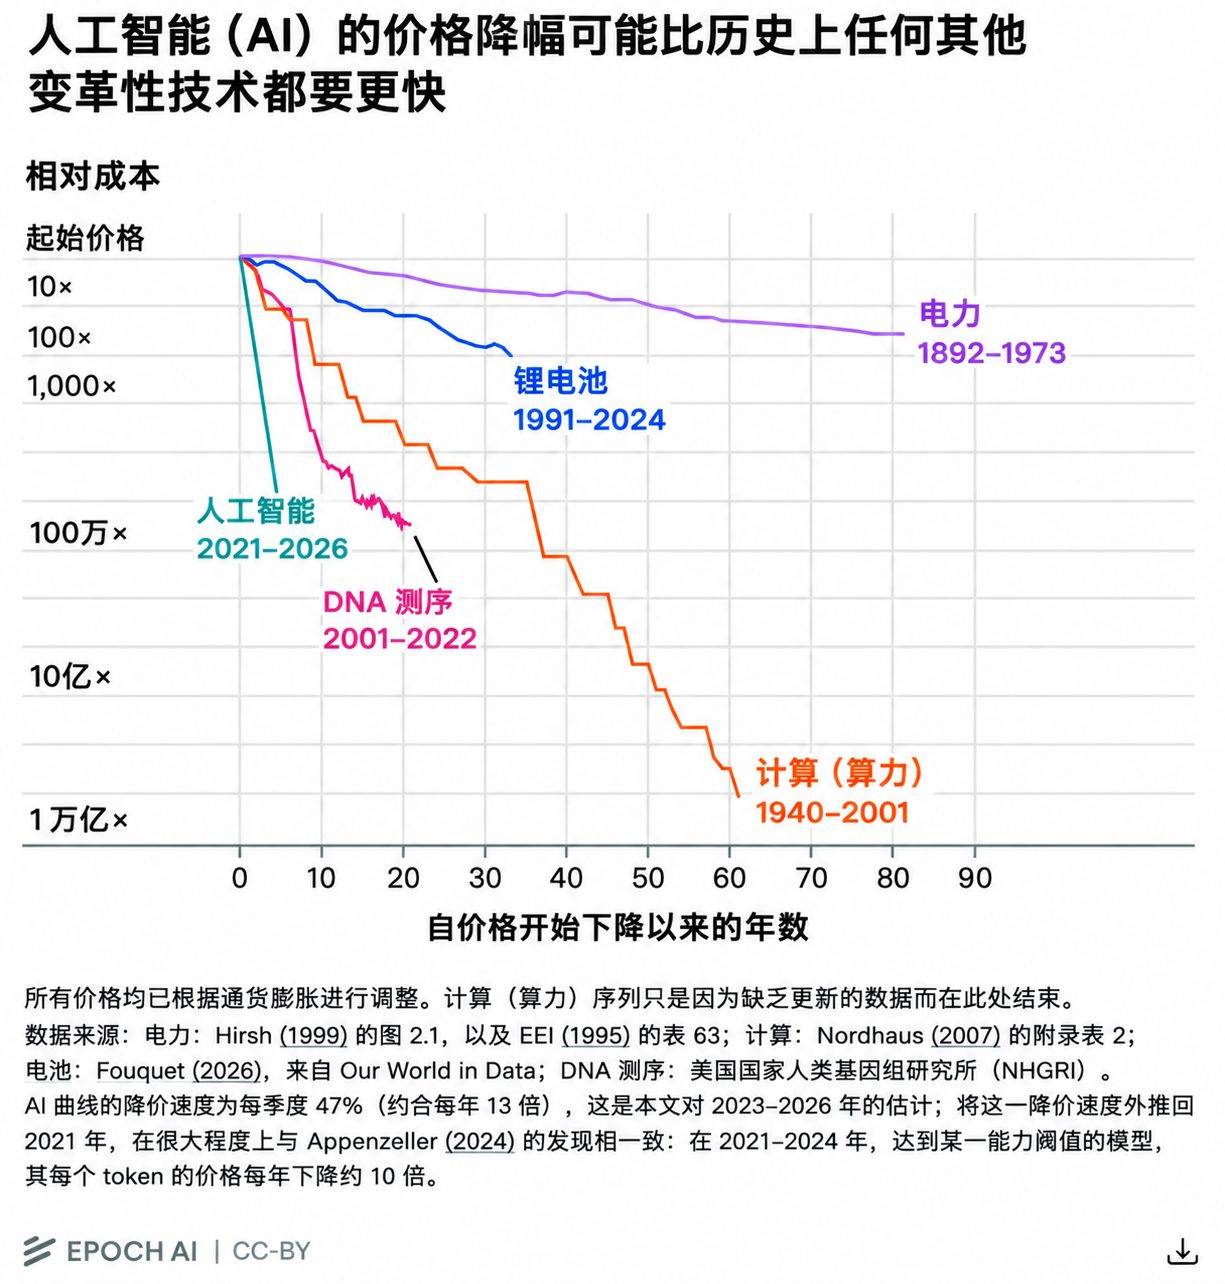 人工智能（AI）的价格降幅可能比历史上任何其他
变革性技术都要更快
相对成本
起始价格
10×
100×
1,000×
100万×
10亿×
1万亿×
电力
1892–1973
锂电池
1991–2024
人工智能
2021–2026
DNA 测序
2001–2022
计算（算力）
1940–2001
0 10 20 30 40 50 60 70 80 90
自价格开始下降以来的年数
所有价格均已根据通货膨胀进行调整。计算（算力）序列只是因为缺乏更新的数据而在此处结束。
数据来源：电力：Hirsh (1999) 的图 2.1，以及 EEI (1995) 的表 63；计算：Nordhaus (2007) 的附录表 2；
电池：Fouquet (2026)，来自 Our World in Data；DNA 测序：美国国家人类基因组研究所（NHGRI）。
AI 曲线的降价速度为每季度 47%（约合每年 13 倍），这是本文对 2023–2026 年的估计；将这一降价速度外推回
2021 年，在很大程度上与 Appenzeller (2024) 的发现相一致：在 2021–2024 年，达到某一能力阈值的模型，
其每个 token 的价格每年下降约 10 倍。
EPOCH AI | CC-BY